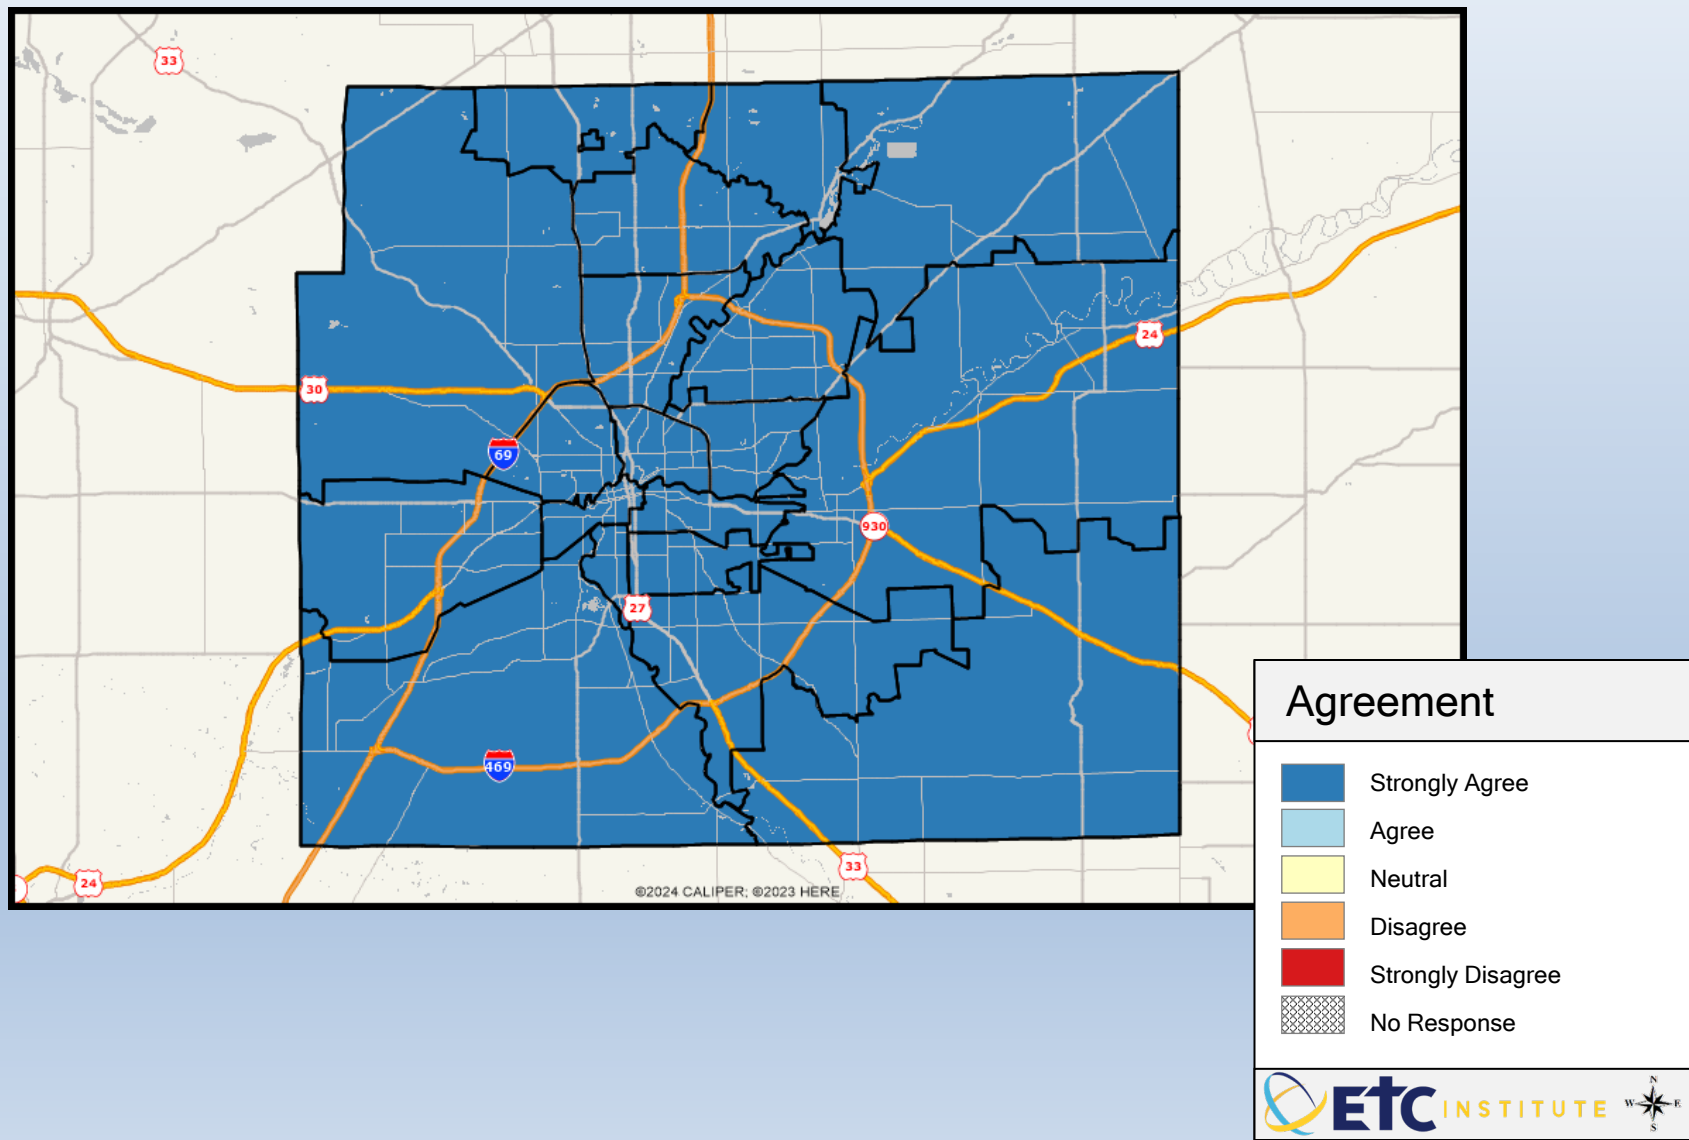 33
24
30
69
930
27
469
33
24
©2024 CALIPER; ©2023 HERE
Agreement
Strongly Agree
Agree
Neutral
Disagree
Strongly Disagree
No Response
ETC INSTITUTE
N
W E
S